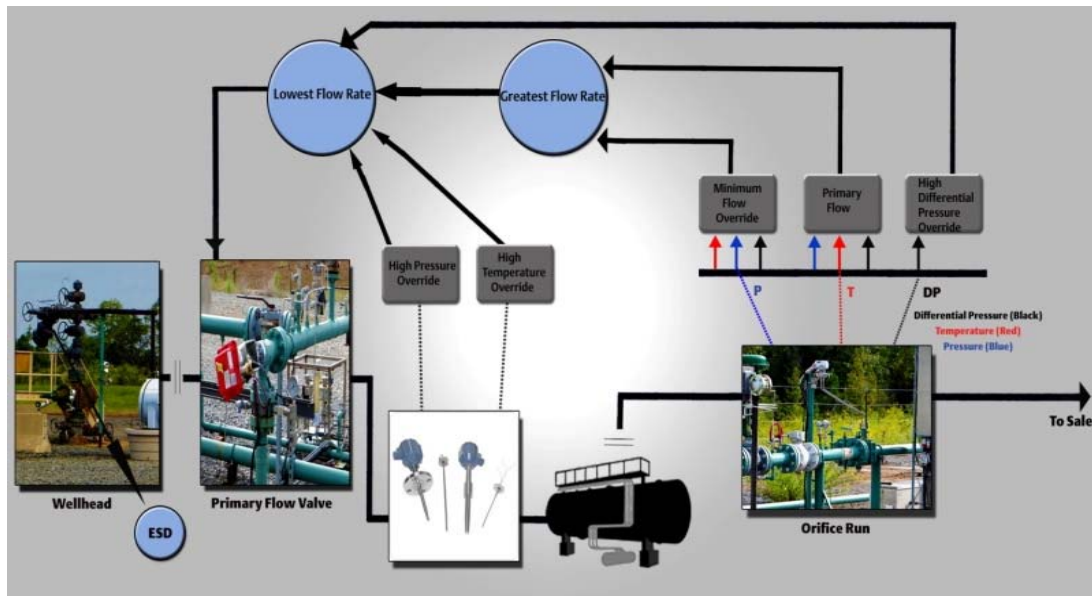 Lowest Flow Rate
Greatest Flow Rate
Minimum
Flow
Override
Primary
Flow
High
Differential
Pressure
Override
High Pressure
Override
High
Temperature
Override
P
T
DP
Differential Pressure (Black)
Temperature (Red)
Pressure (Blue)
To Sale
Wellhead
Primary Flow Valve
Orifice Run
ESD